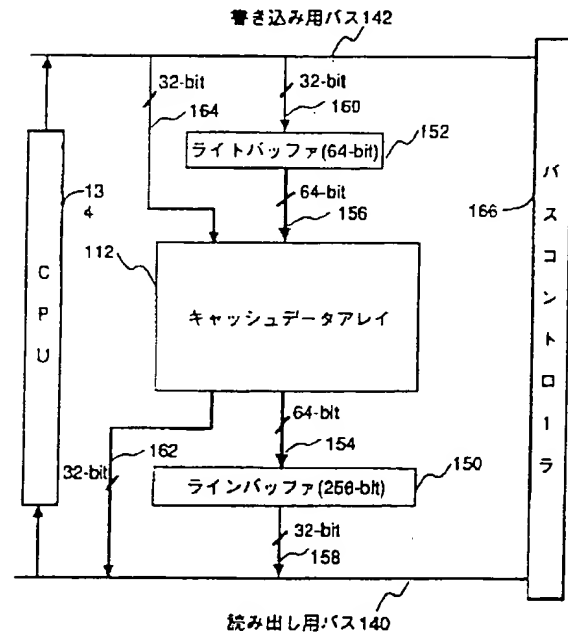 書き込み用バス142
32-bit
164
32-bit
160
ライトバッファ(64-bit)
152
134
CPU
64-bit
156
166
バスコントローラ
112
キャッシュデータアレイ
64-bit
154
162
32-bit
ラインバッファ(256-bit)
150
32-bit
158
読み出し用バス140